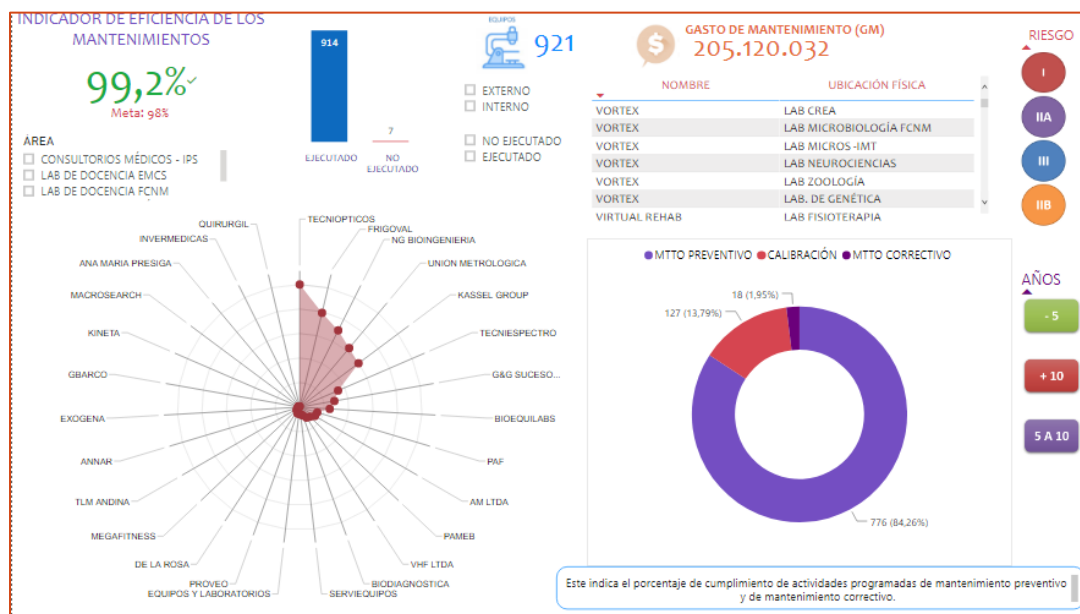 INDICADOR DE EFICIENCIA DE LOS
MANTENIMIENTOS
99,2%
Meta: 98%
ÁREA
CONSULTORIOS MÉDICOS - IPS
LAB DE DOCENCIA EMCS
LAB DE DOCENCIA FCNM
914
7
EJECUTADO
NO
EJECUTADO
EQUIPOS
921
EXTERNO
INTERNO
NO EJECUTADO
EJECUTADO
$
GASTO DE MANTENIMIENTO (GM)
205.120.032
NOMBRE UBICACIÓN FÍSICA
VORTEX LAB CREA
VORTEX LAB MICROBIOLOGÍA FCNM
VORTEX LAB MICROS -IMT
VORTEX LAB NEUROCIENCIAS
VORTEX LAB ZOOLOGÍA
VORTEX LAB. DE GENÉTICA
VIRTUAL REHAB LAB FISIOTERAPIA
RIESGO
I
IIA
III
IIB
TECNIOPTICOS
FRIGOVAL
NG BIOINGENIERIA
UNION METROLOGICA
KASSEL GROUP
TECNIESPECTRO
G&G SUCESO...
BIOEQUILABS
PAF
AM LTDA
PAMEB
VHF LTDA
BIODIAGNOSTICA
SERVIEQUIPOS
EQUIPOS Y LABORATORIOS
PROVEO
DE LA ROSA
MEGAFITNESS
TLM ANDINA
ANNAR
EXOGENA
GBARCO
KINETA
MACROSEARCH
ANA MARIA PRESIGA
INVERMEDICAS
QUIRURGIL
MTTO PREVENTIVO CALIBRACIÓN MTTO CORRECTIVO
18 (1,95%)
127 (13,79%)
776 (84,26%)
AÑOS
- 5
+ 10
5 A 10
Este indica el porcentaje de cumplimiento de actividades programadas de mantenimiento preventivo
y de mantenimiento correctivo.